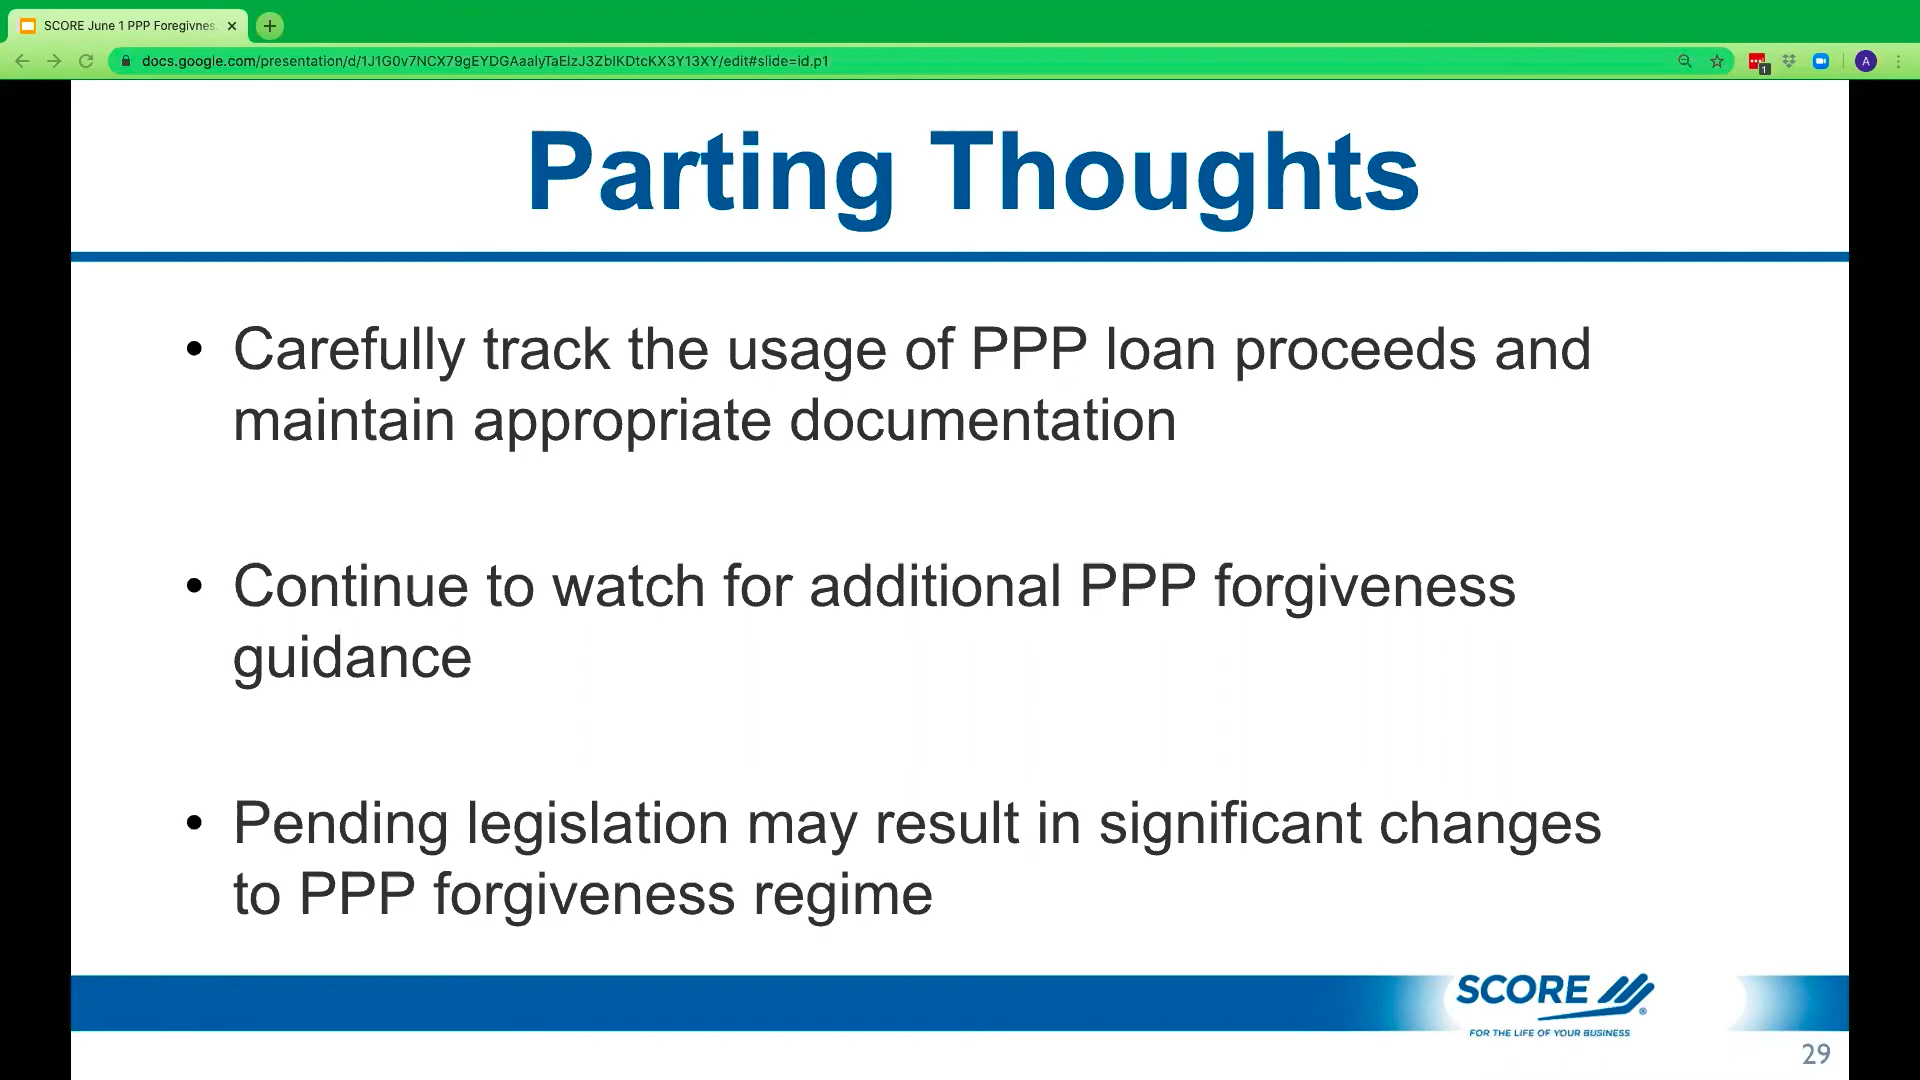 SCORE June 1 PPP Foregivnes
docs.google.com/presentation/d/1J1G0v7NCX79gEYDGAaalyTaElzJ3ZbIKDtcKX3Y13XY/edit#slide=id.p1
1
A
Parting Thoughts
• Carefully track the usage of PPP loan proceeds and
maintain appropriate documentation
• Continue to watch for additional PPP forgiveness
guidance
• Pending legislation may result in significant changes
to PPP forgiveness regime
SCORE
®
FOR THE LIFE OF YOUR BUSINESS
29